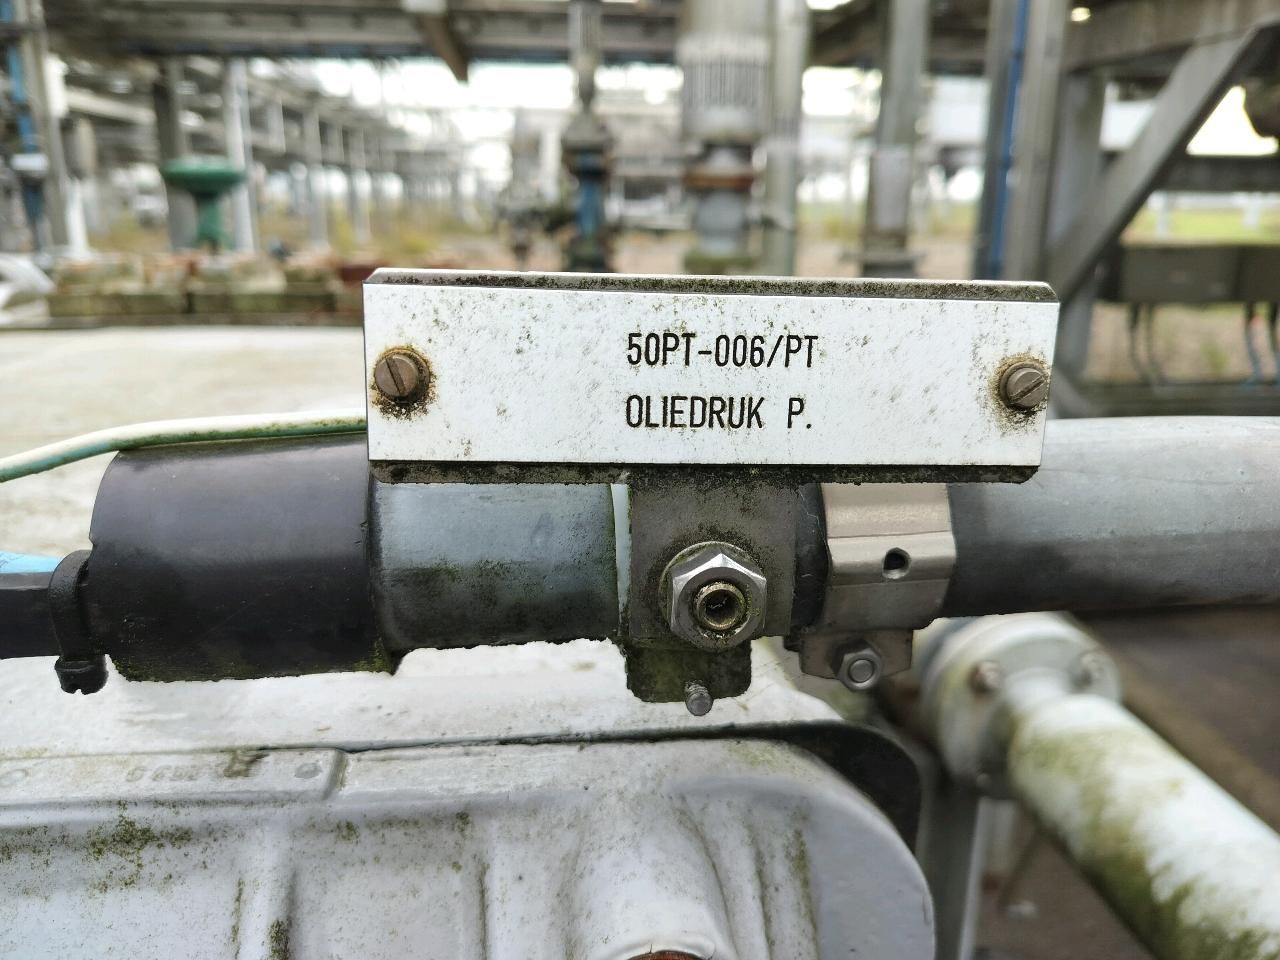 50PT-006/PT
OLIEDRUK P.